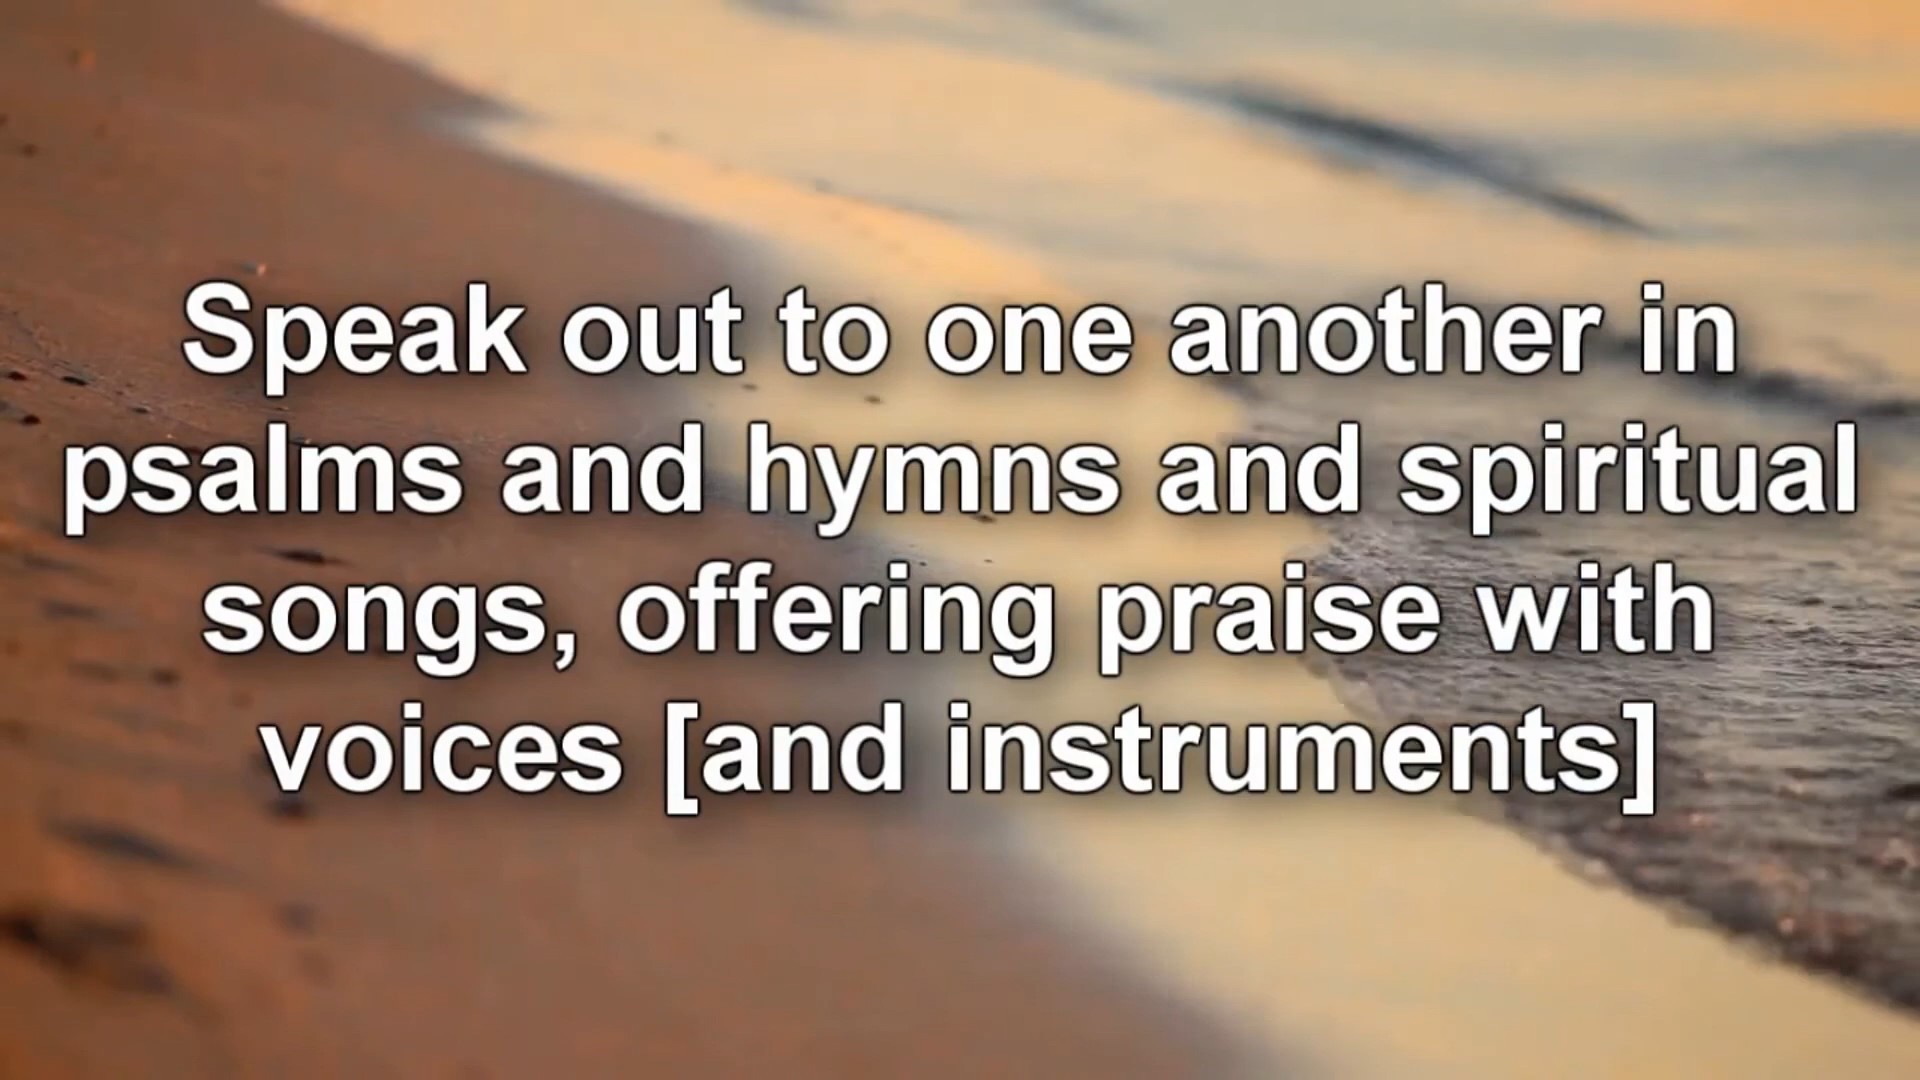 Speak out to one another in
psalms and hymns and spiritual
songs, offering praise with
voices [and instruments]